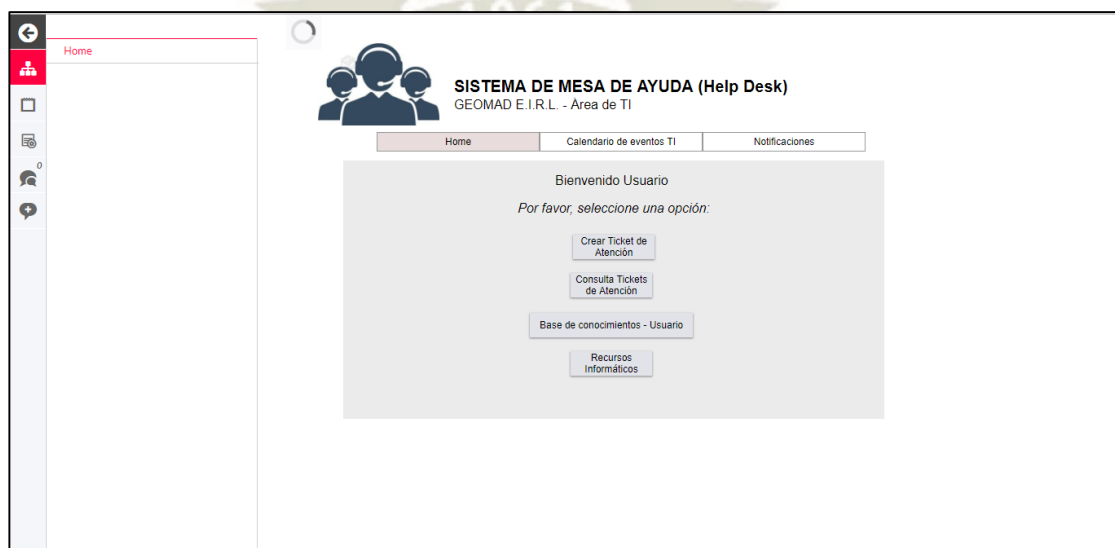 Home
0
SISTEMA DE MESA DE AYUDA (Help Desk)
GEOMAD E.I.R.L. - Área de TI
Home
Calendario de eventos TI
Notificaciones
Bienvenido Usuario
Por favor, seleccione una opción:
Crear Ticket de
Atención
Consulta Tickets
de Atención
Base de conocimientos - Usuario
Recursos
Informáticos